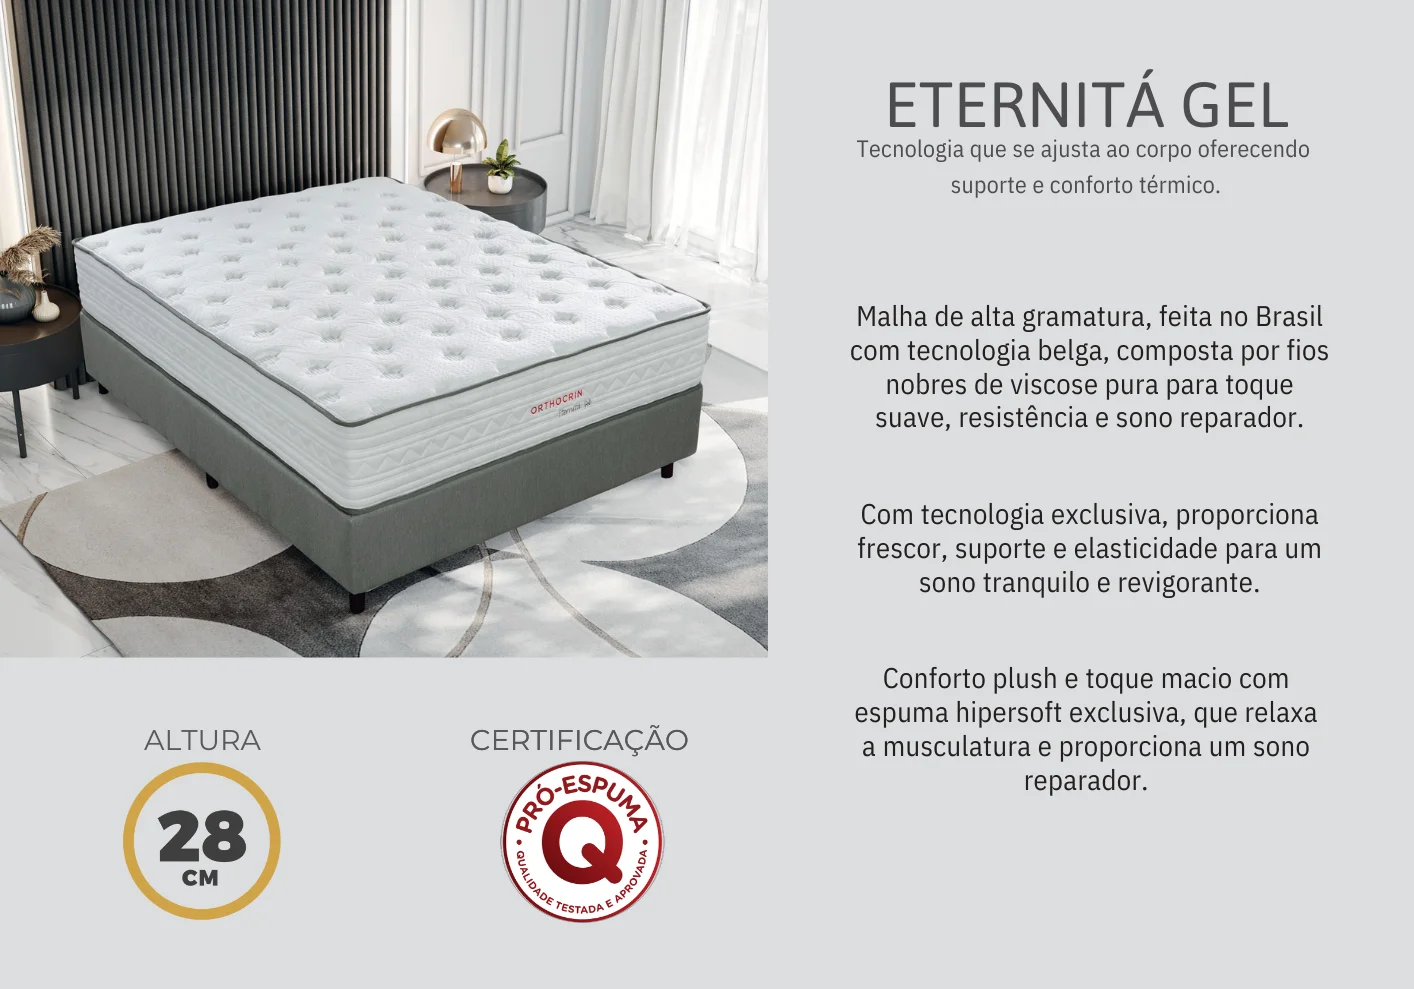 ETERNITÁ GEL
Tecnologia que se ajusta ao corpo oferecendo
suporte e conforto térmico.
Malha de alta gramatura, feita no Brasil
com tecnologia belga, composta por fios
nobres de viscose pura para toque
suave, resistência e sono reparador.
Com tecnologia exclusiva, proporciona
frescor, suporte e elasticidade para um
sono tranquilo e revigorante.
Conforto plush e toque macio com
espuma hipersoft exclusiva, que relaxa
a musculatura e proporciona um sono
reparador.
ORTHOCRIN
Eternitá Gel
ALTURA
28
CM
CERTIFICAÇÃO
PRÓ-ESPUMA
Q
• QUALIDADE TESTADA E APROVADA •